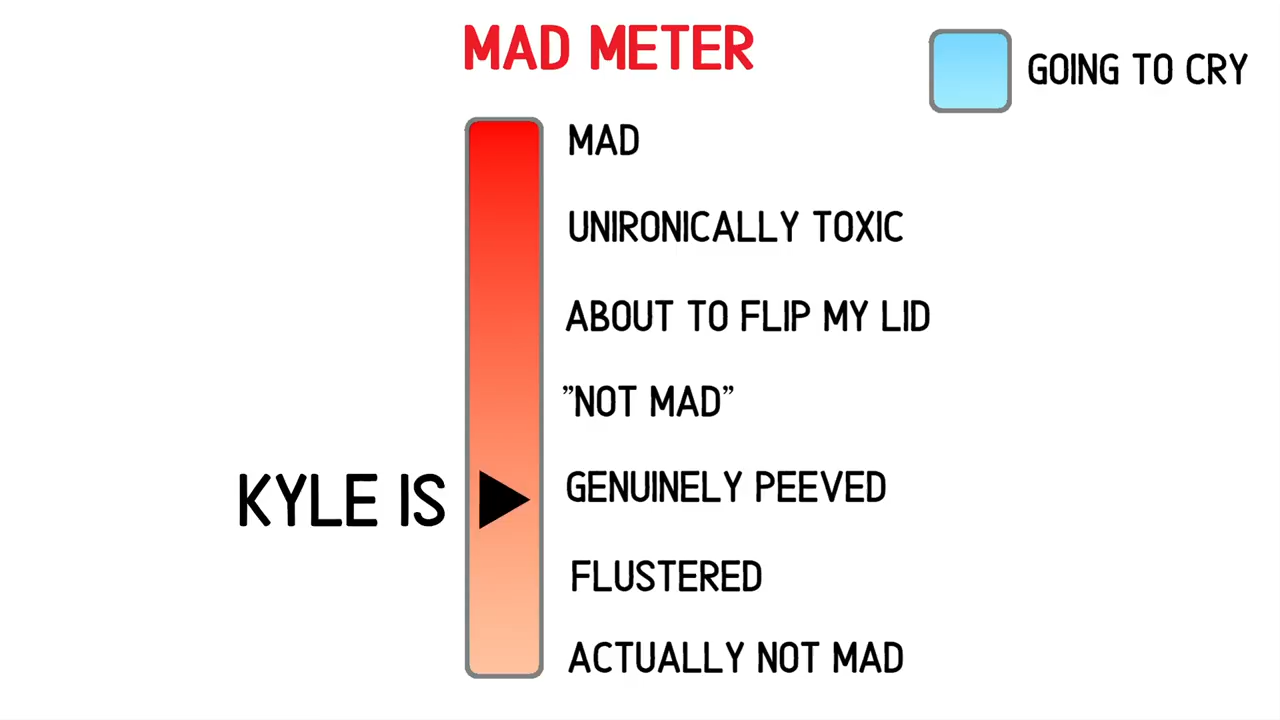 MAD METER
GOING TO CRY
MAD
UNIRONICALLY TOXIC
ABOUT TO FLIP MY LID
”NOT MAD”
KYLE IS
GENUINELY PEEVED
FLUSTERED
ACTUALLY NOT MAD